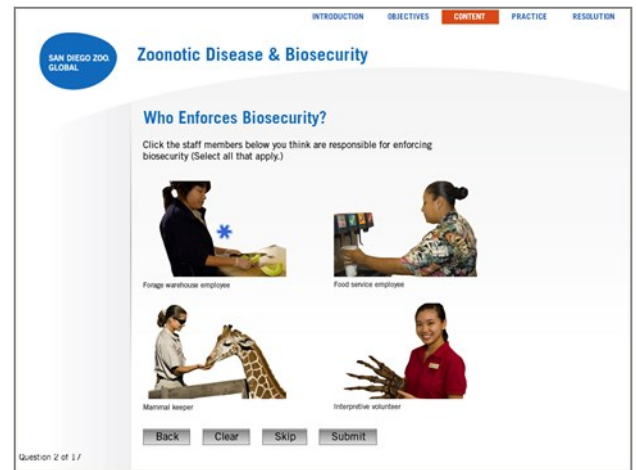 INTRODUCTION OBJECTIVES CONTENT PRACTICE RESOLUTION
SAN DIEGO ZOO.
GLOBAL
Zoonotic Disease & Biosecurity
Who Enforces Biosecurity?
Click the staff members below you think are responsible for enforcing
biosecurity (Select all that apply.)
Forage warehouse employee
Food service employee
Mammal keeper
Interpretive volunteer
Back Clear Skip Submit
Question 2 of 17